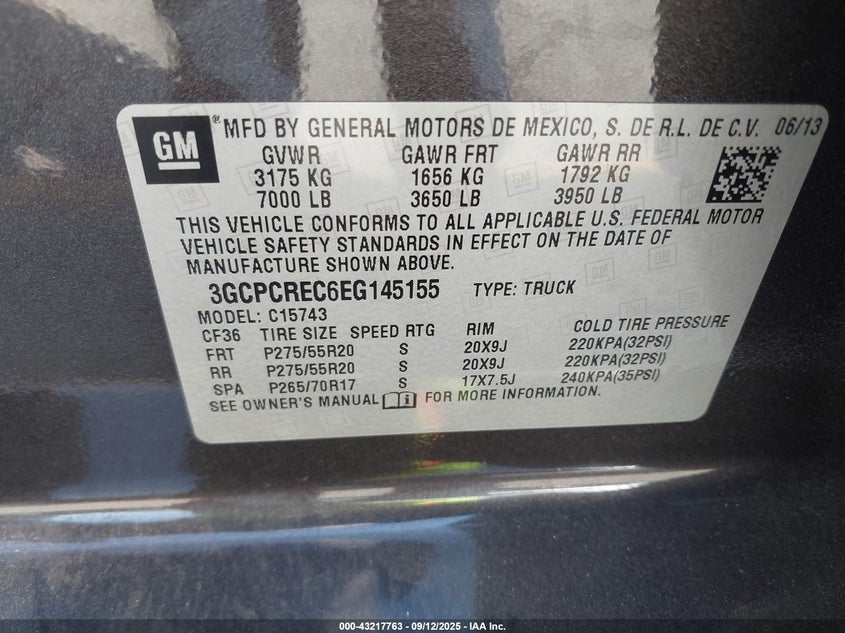 GM ® MFD BY GENERAL MOTORS DE MEXICO, S. DE R.L. DE C.V. 06/13
GVWR GAWR FRT GAWR RR
3175 KG 1656 KG 1792 KG
7000 LB 3650 LB 3950 LB
THIS VEHICLE CONFORMS TO ALL APPLICABLE U.S. FEDERAL MOTOR
VEHICLE SAFETY STANDARDS IN EFFECT ON THE DATE OF
MANUFACTURE SHOWN ABOVE.
3GCPCREC6EG145155 TYPE: TRUCK
MODEL: C15743
CF36 TIRE SIZE SPEED RTG RIM COLD TIRE PRESSURE
FRT P275/55R20 S 20X9J 220KPA(32PSI)
RR P275/55R20 S 20X9J 220KPA(32PSI)
SPA P265/70R17 S 17X7.5J 240KPA(35PSI)
SEE OWNER'S MANUAL i FOR MORE INFORMATION.
000-43217763 - 09/12/2025 - IAA Inc.